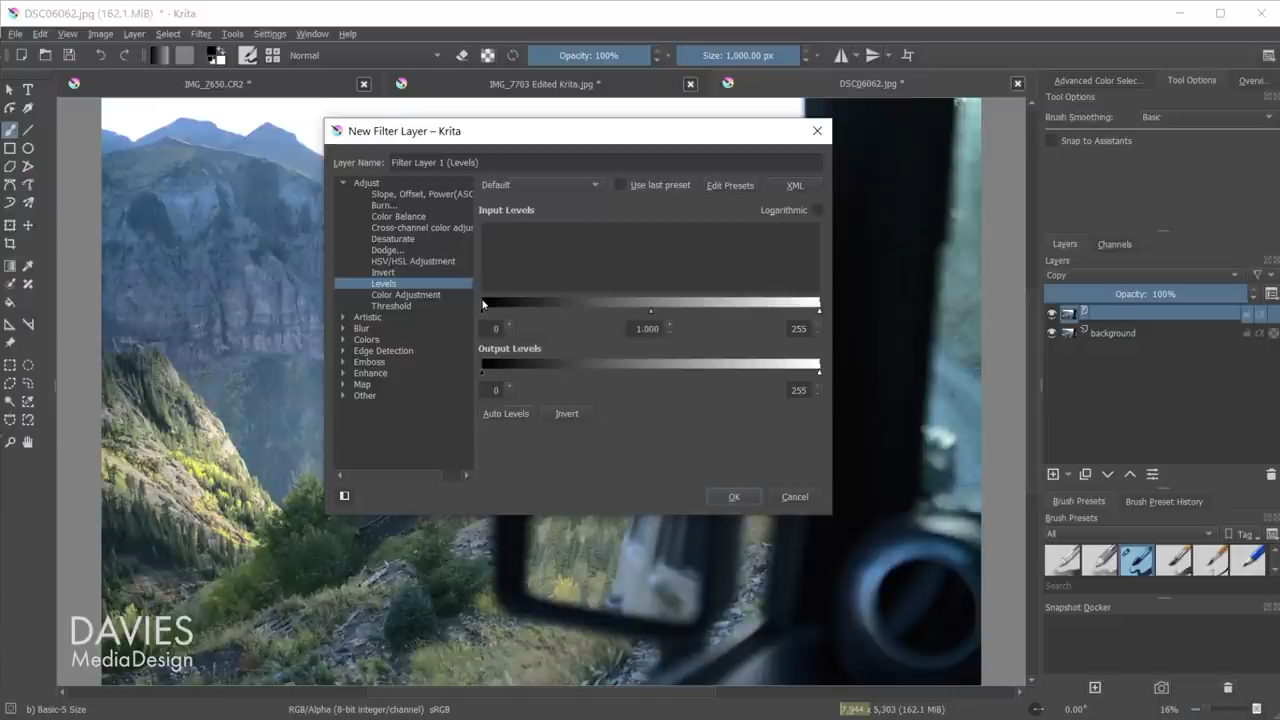 DSC06062.jpg (162.1 MiB) * - Krita
File Edit View Image Layer Select Filter Tools Settings Window Help
Normal
Opacity: 100%
Size: 1,000.00 px
IMG_7650.CR2 *
IMG_7703 Edited Krita.jpg *
DSC06062.jpg *
Advanced Color Selec...
Tool Options
Overvi...
Tool Options
Brush Smoothing:
Basic
Snap to Assistants
New Filter Layer – Krita
Layer Name:
Filter Layer 1 (Levels)
Adjust
Slope, Offset, Power(ASC
Burn...
Color Balance
Cross-channel color adjus
Desaturate
Dodge...
HSV/HSL Adjustment
Invert
Levels
Color Adjustment
Threshold
Artistic
Blur
Colors
Edge Detection
Emboss
Enhance
Map
Other
Default
Use last preset
Edit Presets
XML
Input Levels
Logarithmic
0
1.000
255
Output Levels
0
255
Auto Levels
Invert
OK
Cancel
Layers
Channels
Layers
Copy
Opacity: 100%
background
Brush Presets
Brush Preset History
Brush Presets
All
Tag
Search
Snapshot Docker
DAVIES
MediaDesign
b) Basic-5 Size
RGB/Alpha (8-bit integer/channel) sRGB
7,944 x 5,303 (162.1 MiB)
0.00°
16%